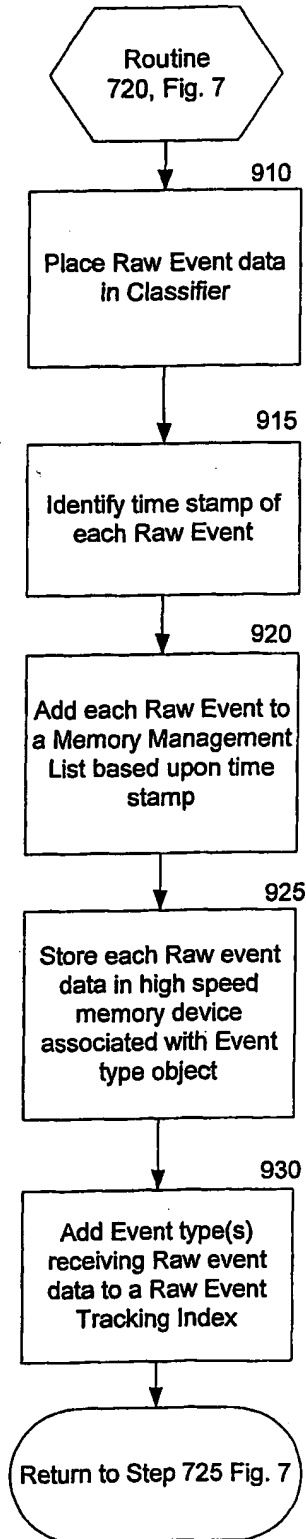 Routine
720, Fig. 7
910
Place Raw Event data
in Classifier
915
Identify time stamp of
each Raw Event
920
Add each Raw Event to
a Memory Management
List based upon time
stamp
925
Store each Raw event
data in high speed
memory device
associated with Event
type object
930
Add Event type(s)
receiving Raw event
data to a Raw Event
Tracking Index
Return to Step 725 Fig. 7